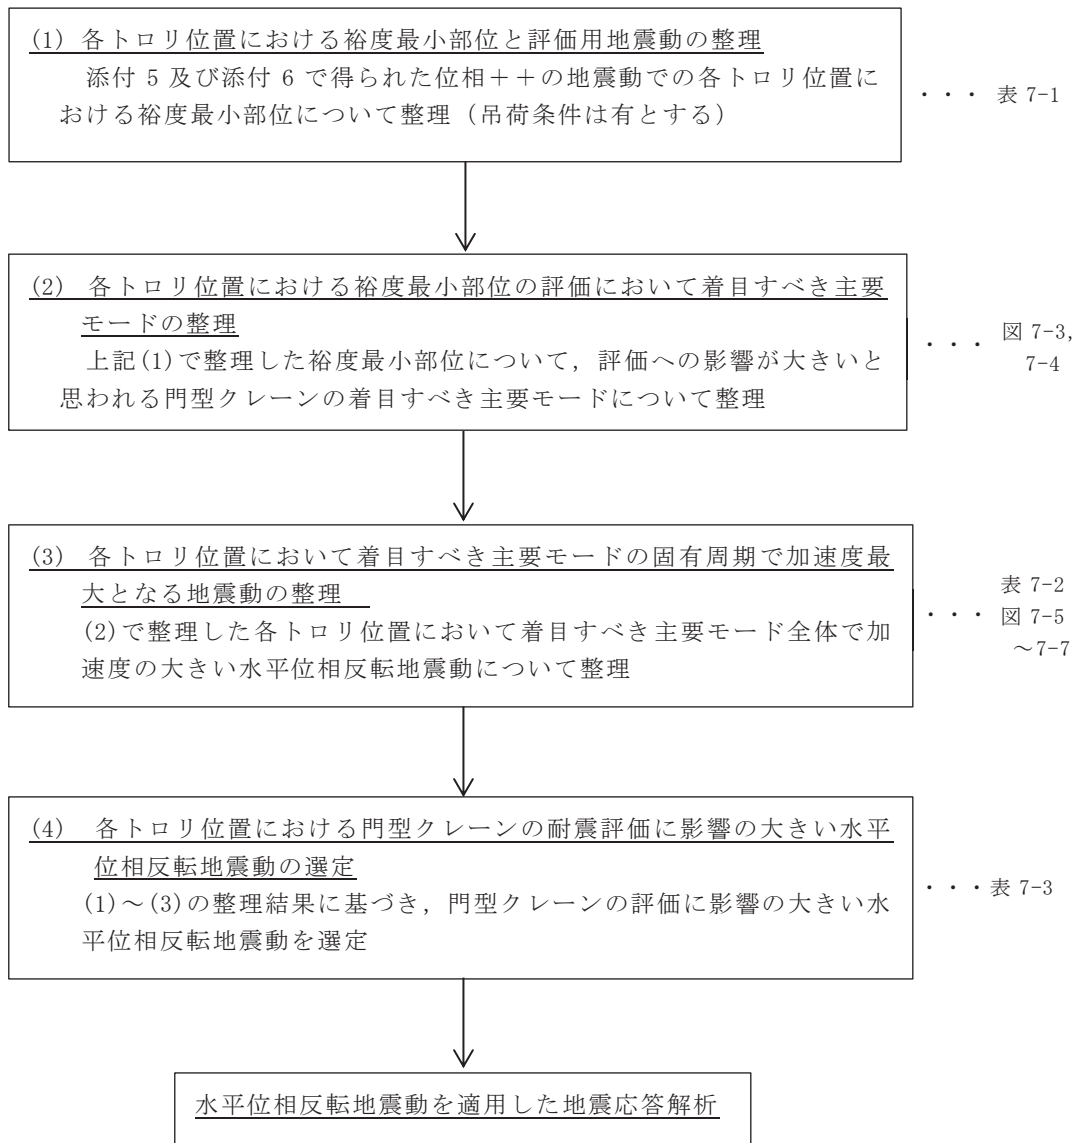 (1) 各トロリ位置における裕度最小部位と評価用地震動の整理
添付 5 及び添付 6 で得られた位相++の地震動での各トロリ位置に
おける裕度最小部位について整理（吊荷条件は有とする）
・・・ 表 7-1
(2) 各トロリ位置における裕度最小部位の評価において着目すべき主要
モードの整理
上記(1)で整理した裕度最小部位について，評価への影響が大きいと
思われる門型クレーンの着目すべき主要モードについて整理
・・・ 図 7-3,
7-4
(3) 各トロリ位置において着目すべき主要モードの固有周期で加速度最
大となる地震動の整理
(2)で整理した各トロリ位置において着目すべき主要モード全体で加
速度の大きい水平位相反転地震動について整理
表 7-2
・・・ 図 7-5
～7-7
(4) 各トロリ位置における門型クレーンの耐震評価に影響の大きい水平
位相反転地震動の選定
(1)～(3)の整理結果に基づき，門型クレーンの評価に影響の大きい水
平位相反転地震動を選定
・・・表 7-3
水平位相反転地震動を適用した地震応答解析